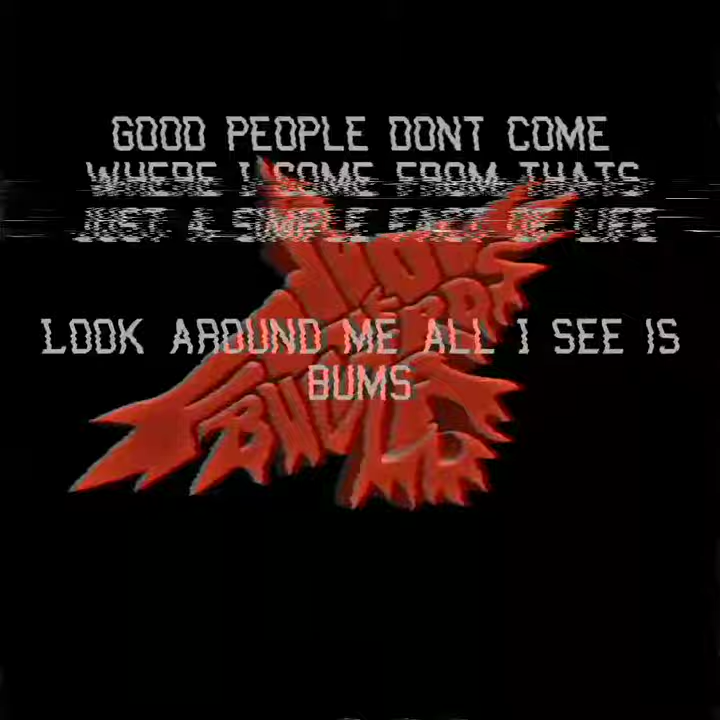 GOOD PEOPLE DONT COME
WHERE I COME FROM THATS
JUST A SIMPLE FACT OF LIFE
LOOK AROUND ME ALL I SEE IS
BUMS